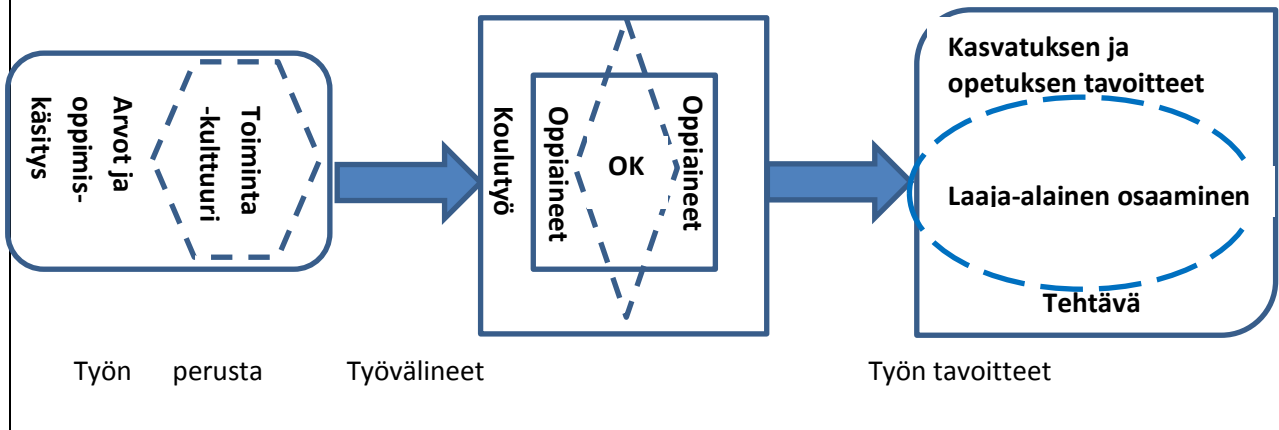 Arvot ja
oppimis-
käsitys
Toiminta
-kulttuuri
Koulutyö
Oppiaineet
OK
Oppiaineet
Kasvatuksen ja
opetuksen tavoitteet
Laaja-alainen osaaminen
Tehtävä
Työn perusta
Työvälineet
Työn tavoitteet